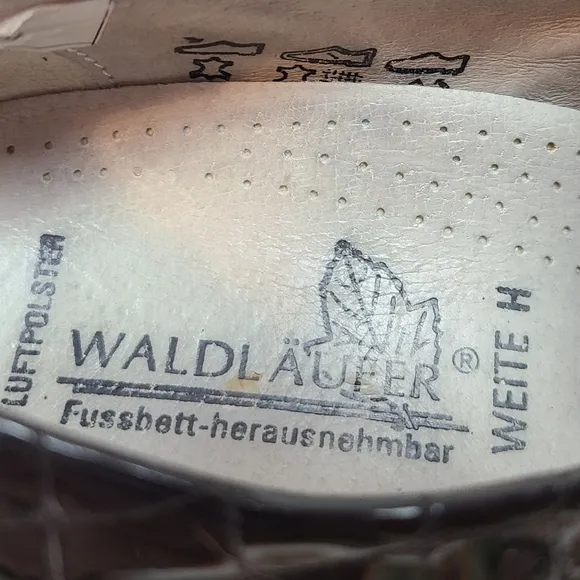 LUFTPOLSTER
WALDLÄUFER®
Fussbett-herausnehmbar
WEITE H